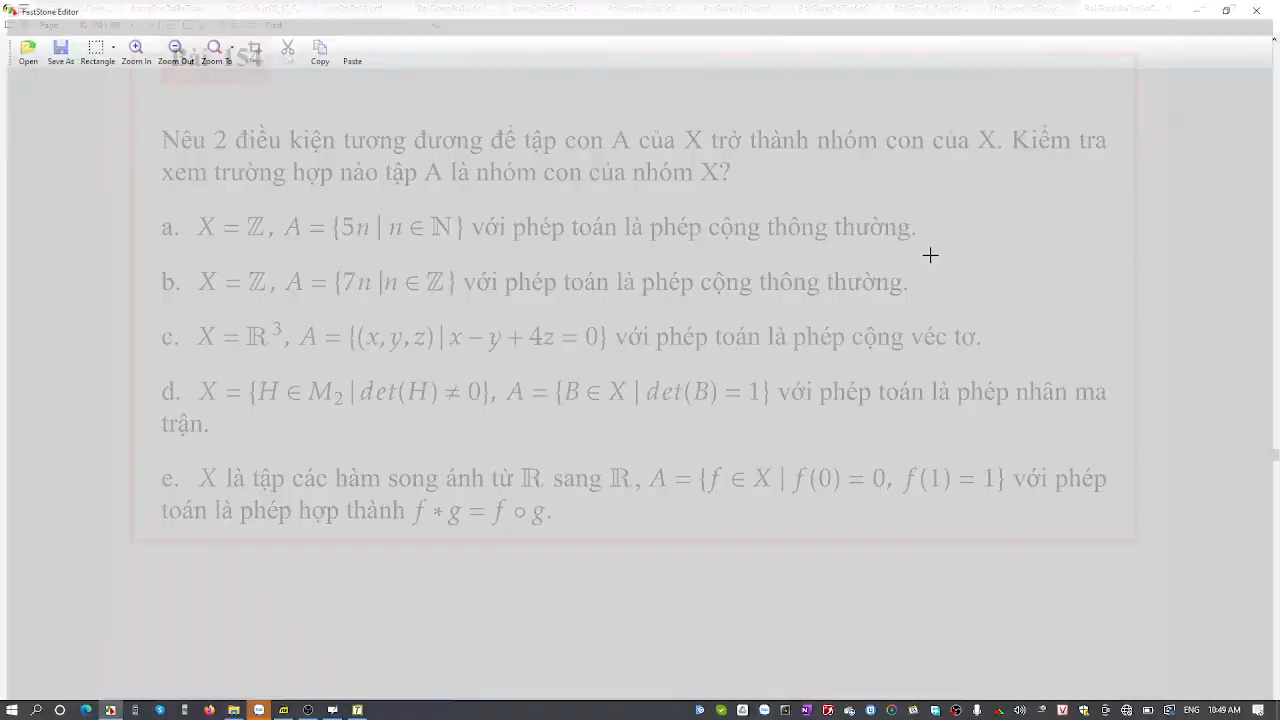 FastStone Editor
Open Save As Rectangle Zoom In Zoom Out Zoom To Cut Copy Paste
Nêu 2 điều kiện tương đương để tập con A của X trở thành nhóm con của X. Kiểm tra
xem trường hợp nào tập A là nhóm con của nhóm X?
a. X = ℤ, A = {5n | n ∈ ℕ} với phép toán là phép cộng thông thường.
b. X = ℤ, A = {7n |n ∈ ℤ} với phép toán là phép cộng thông thường.
c. X = ℝ³, A = {(x, y, z) | x − y + 4z = 0} với phép toán là phép cộng véc tơ.
d. X = {H ∈ M₂ | det(H) ≠ 0}, A = {B ∈ X | det(B) = 1} với phép toán là phép nhân ma
trận.
e. X là tập các hàm song ánh từ ℝ sang ℝ, A = {f ∈ X | f(0) = 0, f(1) = 1} với phép
toán là phép hợp thành f ∗ g = f ∘ g.
10:49 AM